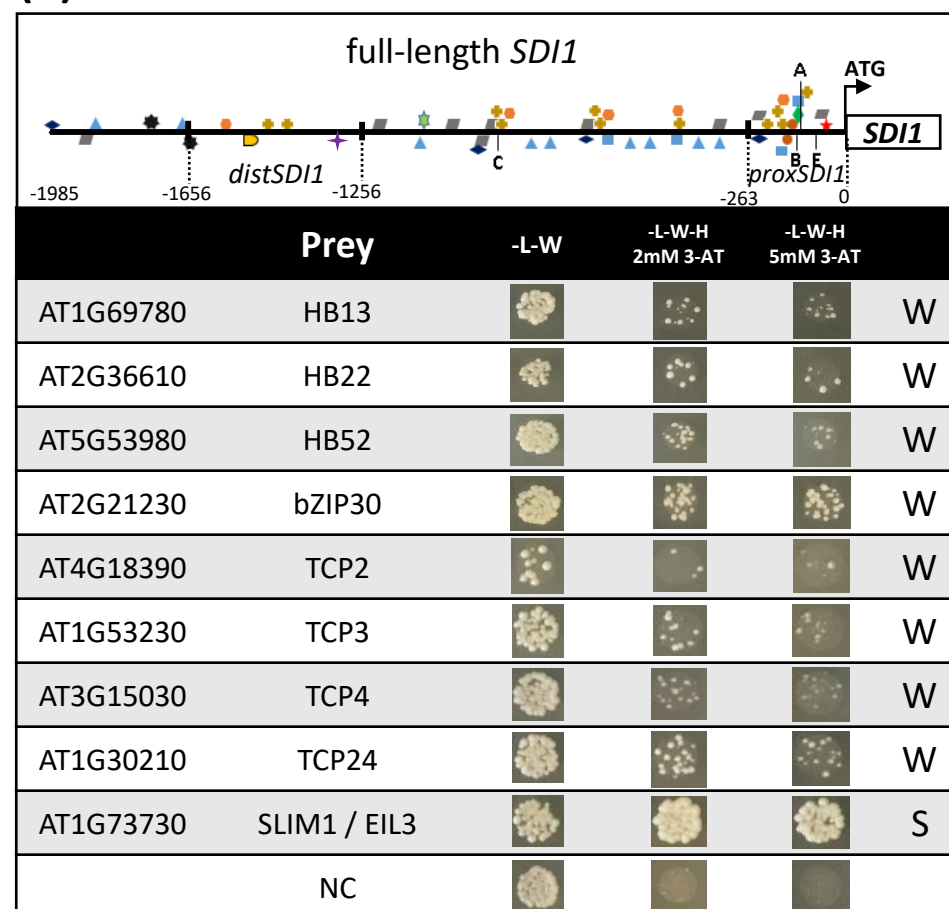 full-length SDI1
A ATG
SDI1
C B E
distSDI1 proxSDI1
-1985 -1656 -1256 -263 0
Prey -L-W -L-W-H 2mM 3-AT -L-W-H 5mM 3-AT
AT1G69780 HB13 W
AT2G36610 HB22 W
AT5G53980 HB52 W
AT2G21230 bZIP30 W
AT4G18390 TCP2 W
AT1G53230 TCP3 W
AT3G15030 TCP4 W
AT1G30210 TCP24 W
AT1G73730 SLIM1 / EIL3 S
NC